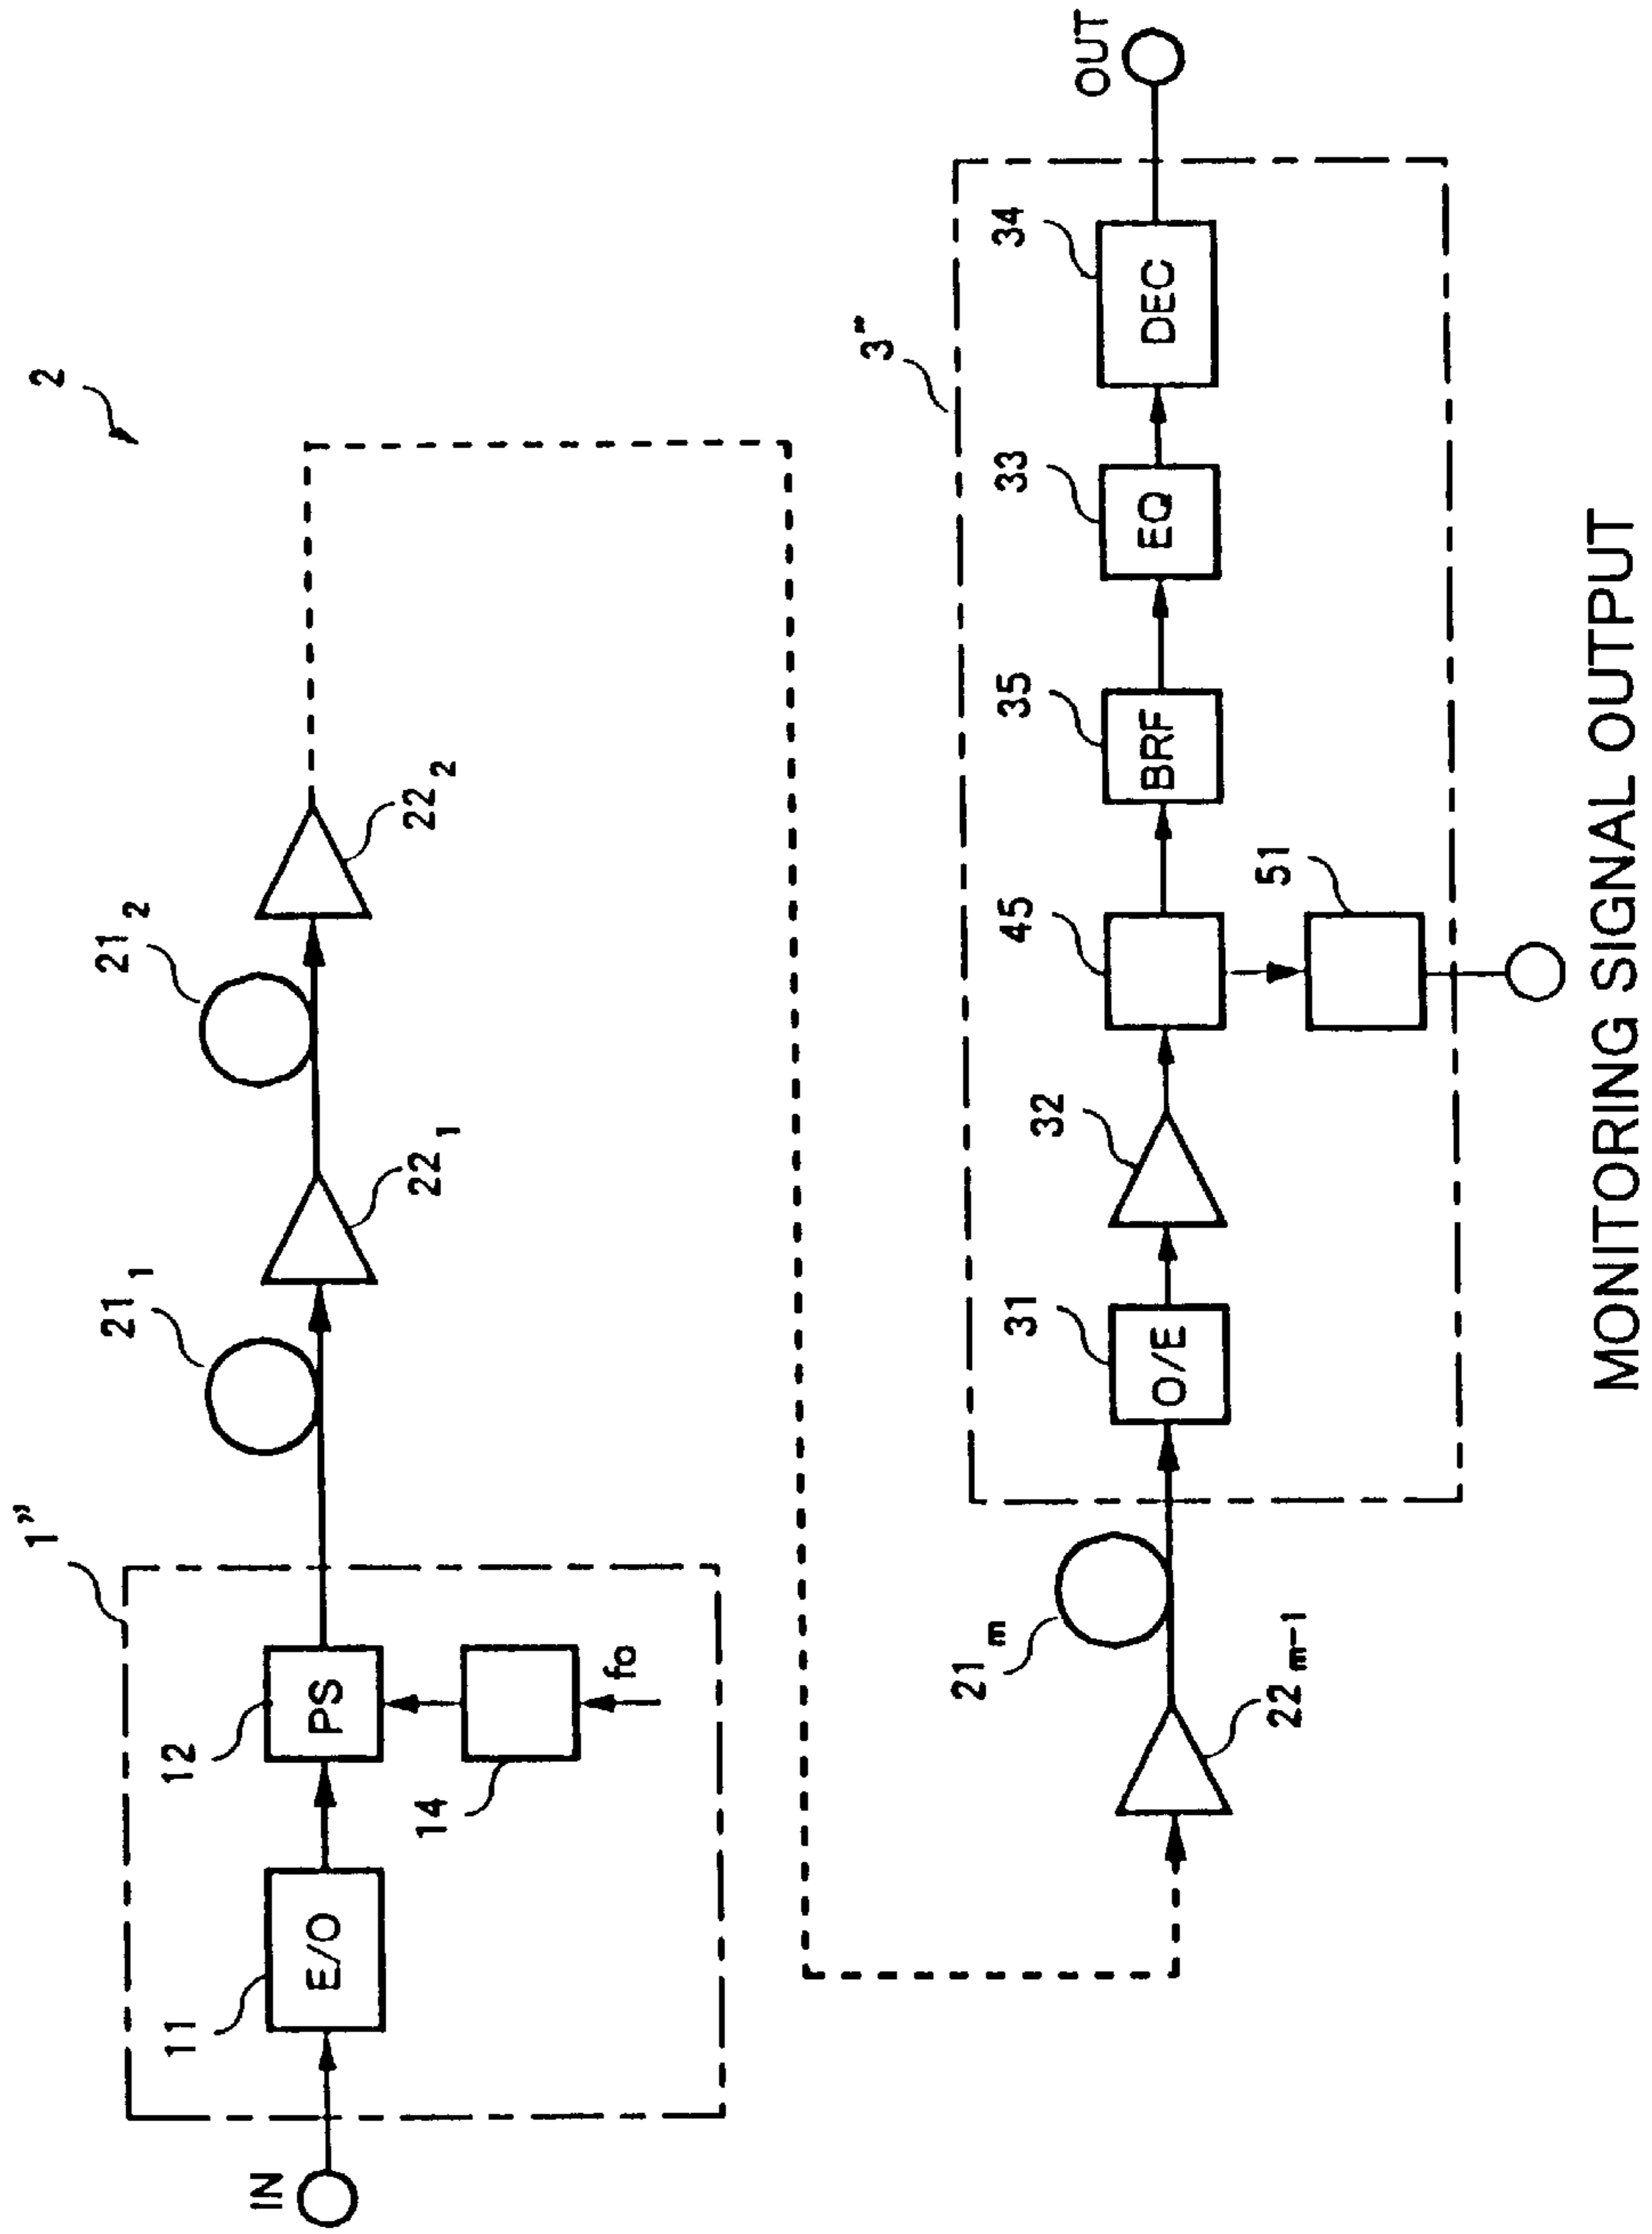 2
1”
IN
11
E/O
12
PS
14
fo
21 1
22 1
21 2
22 2
22 m-1
21 m
3”
31
O/E
32
45
51
35
BRF
33
EQ
34
DEC
OUT
MONITORING SIGNAL OUTPUT